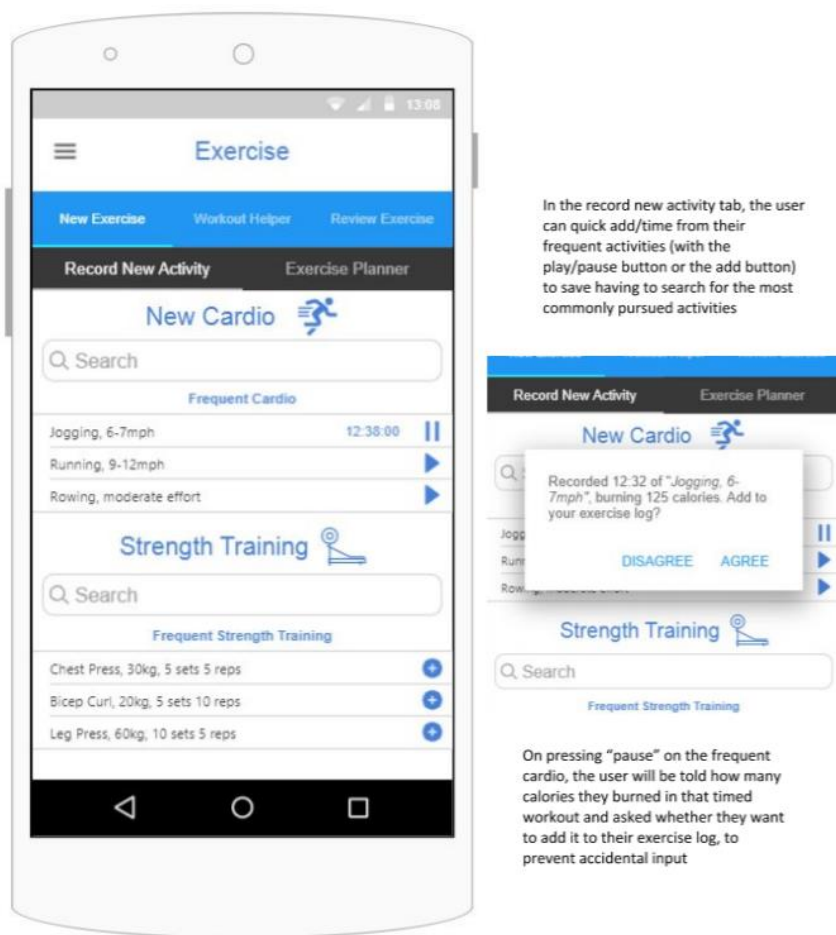 13:08
Exercise
New Exercise Workout Helper Review Exercise
Record New Activity Exercise Planner
New Cardio
Search
Frequent Cardio
Jogging, 6-7mph 12:38:00
Running, 9-12mph
Rowing, moderate effort
Strength Training
Search
Frequent Strength Training
Chest Press, 30kg, 5 sets 5 reps
Bicep Curl, 20kg, 5 sets 10 reps
Leg Press, 60kg, 10 sets 5 reps
In the record new activity tab, the user
can quick add/time from their
frequent activities (with the
play/pause button or the add button)
to save having to search for the most
commonly pursued activities
Record New Activity Exercise Planner
New Cardio
Recorded 12:32 of "Jogging, 6-
7mph", burning 125 calories. Add to
your exercise log?
DISAGREE AGREE
Strength Training
Search
Frequent Strength Training
On pressing “pause” on the frequent
cardio, the user will be told how many
calories they burned in that timed
workout and asked whether they want
to add it to their exercise log, to
prevent accidental input